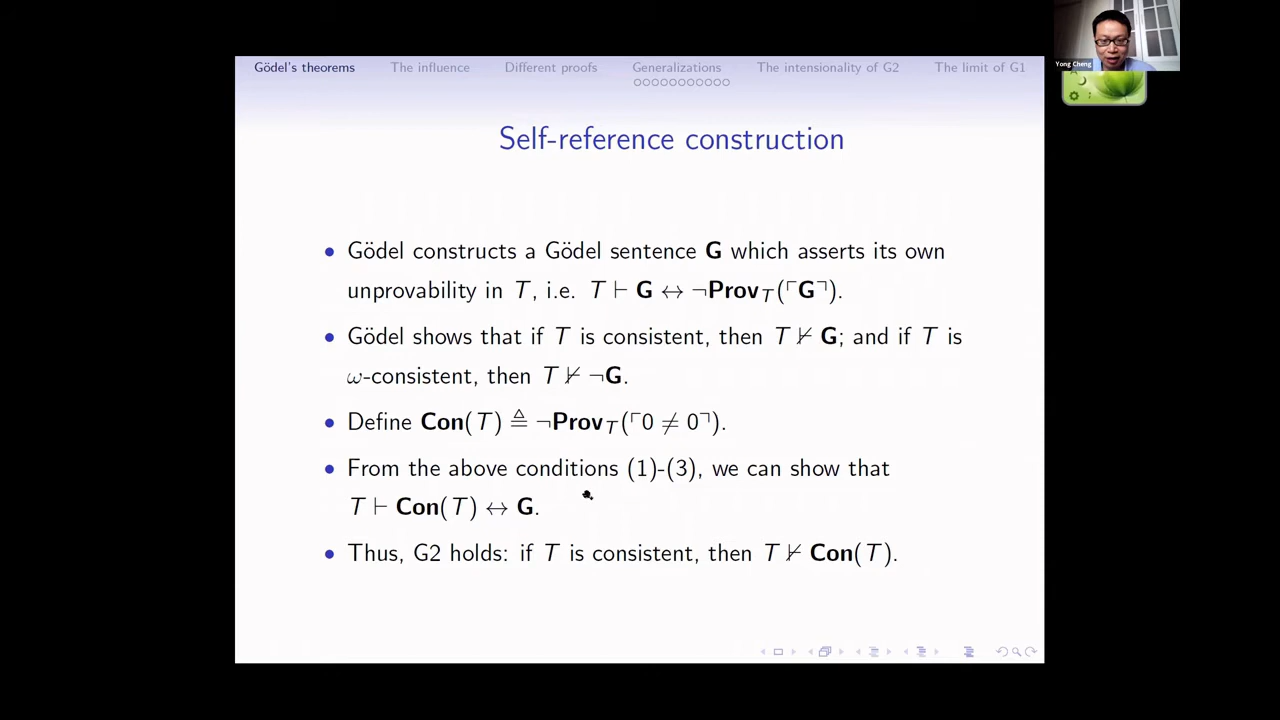 Yong Cheng
Gödel's theorems The influence Different proofs Generalizations The intensionality of G2 The limit of G1
Self-reference construction
• Gödel constructs a Gödel sentence G which asserts its own
unprovability in T, i.e. T ⊢ G ↔ ¬Prov_T(⌜G⌝).
• Gödel shows that if T is consistent, then T ⊬ G; and if T is
ω-consistent, then T ⊬ ¬G.
• Define Con(T) ≜ ¬Prov_T(⌜0 ≠ 0⌝).
• From the above conditions (1)-(3), we can show that
T ⊢ Con(T) ↔ G.
• Thus, G2 holds: if T is consistent, then T ⊬ Con(T).